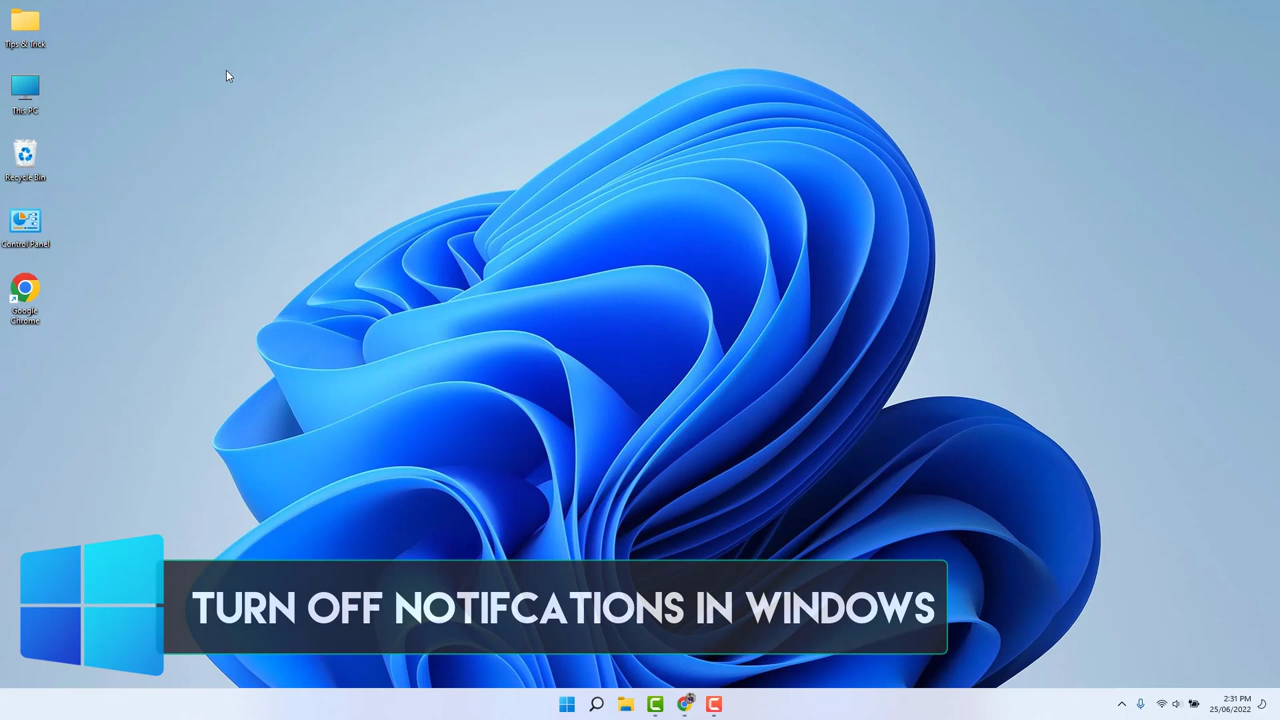 Tips & Trick
This PC
Recycle Bin
Control Panel
Google
Chrome
TURN OFF NOTIFCATIONS IN WINDOWS
2:31 PM
25/06/2022